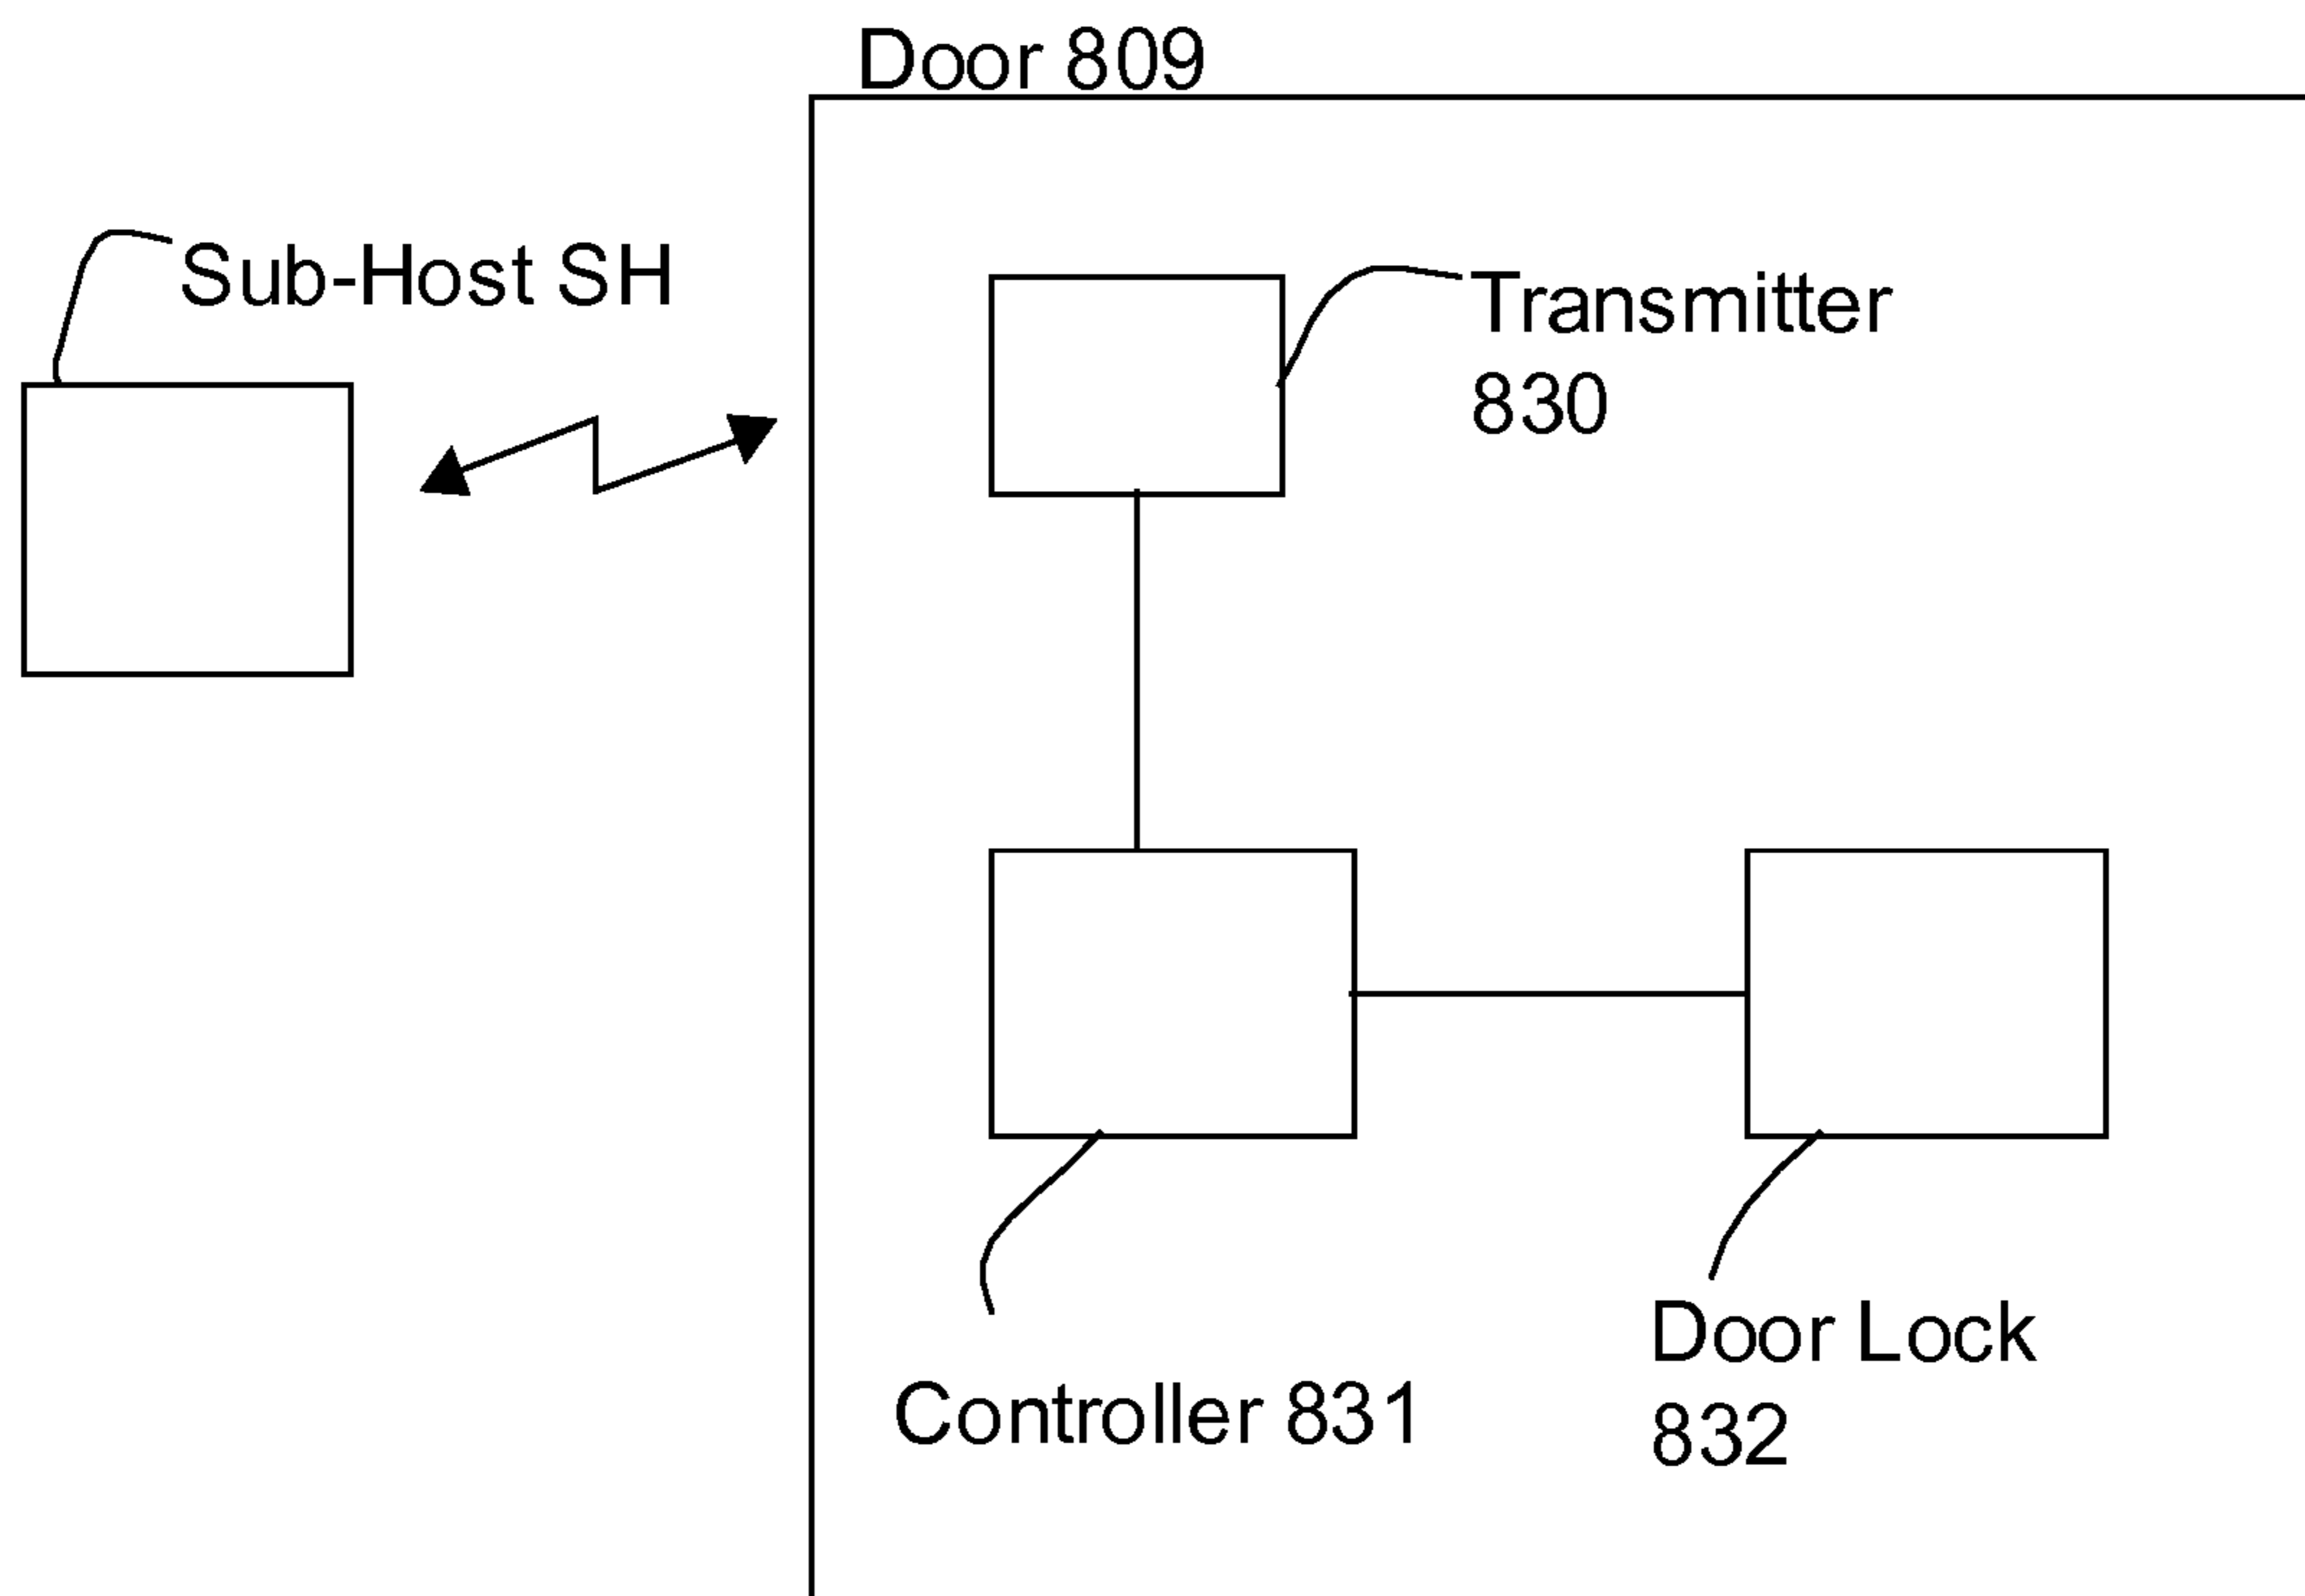 Door 809
Sub-Host SH
Transmitter
830
Controller 831
Door Lock
832